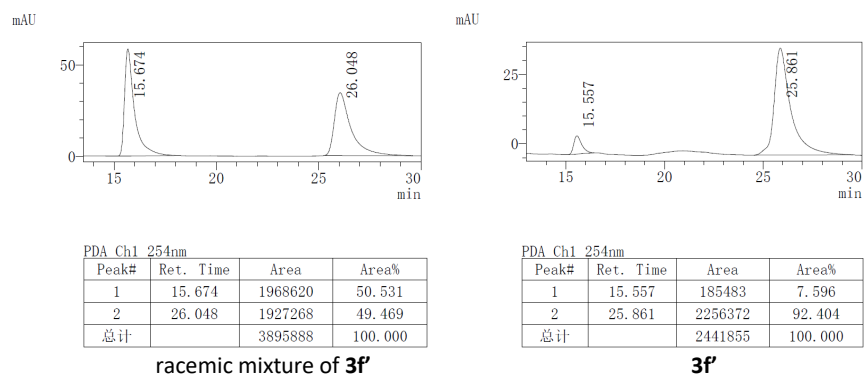 mAU
50
0
15.674
26.048
15
20
25
30
min
PDA Ch1 254nm
Peak# Ret. Time Area Area%
1 15.674 1968620 50.531
2 26.048 1927268 49.469
总计 3895888 100.000
racemic mixture of 3f'
mAU
25
0
15.557
25.861
15
20
25
30
min
PDA Ch1 254nm
Peak# Ret. Time Area Area%
1 15.557 185483 7.596
2 25.861 2256372 92.404
总计 2441855 100.000
3f'